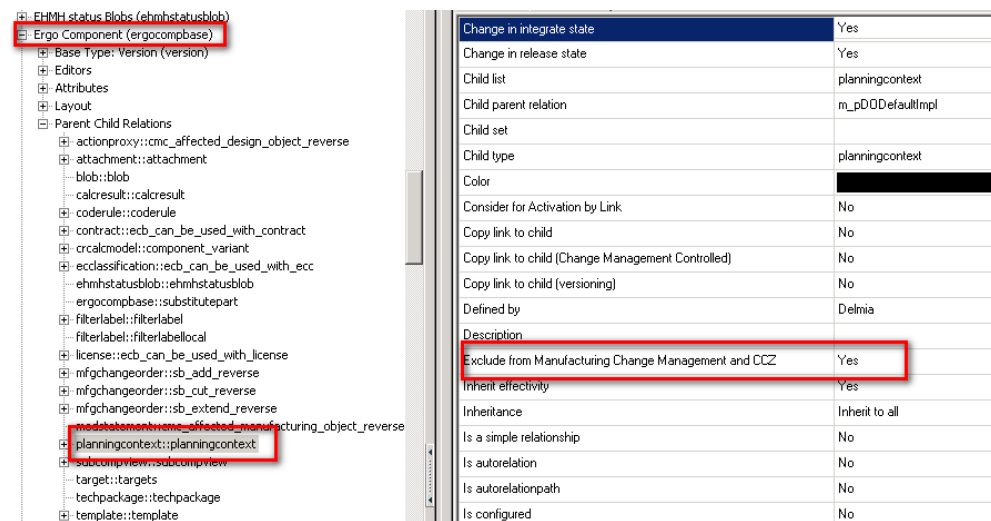 EHMH status Blobs (ehmhstatusblob)
Ergo Component (ergocompbase)
Base Type: Version (version)
Editors
Attributes
Layout
Parent Child Relations
actionproxy::cmc_affected_design_object_reverse
attachment::attachment
blob::blob
calcresult::calcresult
coderule::coderule
contract::ecb_can_be_used_with_contract
crcalcmodel::component_variant
ecclassification::ecb_can_be_used_with_ecc
ehmhstatusblob::ehmhstatusblob
ergocompbase::substitutepart
filterlabel::filterlabel
filterlabel::filterlabellocal
license::ecb_can_be_used_with_license
mfgchangeorder::sb_add_reverse
mfgchangeorder::sb_cut_reverse
mfgchangeorder::sb_extend_reverse
modstatement::cmc_affected_manufacturing_object_reverse
planningcontext::planningcontext
subcompview::subcompview
target::targets
techpackage::techpackage
template::template
Change in integrate state Yes
Change in release state Yes
Child list planningcontext
Child parent relation m_pDODefaultImpl
Child set
Child type planningcontext
Color
Consider for Activation by Link No
Copy link to child No
Copy link to child (Change Management Controlled) No
Copy link to child (versioning) No
Defined by Delmia
Description
Exclude from Manufacturing Change Management and CCZ Yes
Inherit effectivity Yes
Inheritance Inherit to all
Is a simple relationship No
Is autorelation No
Is autorelationpath No
Is configured No